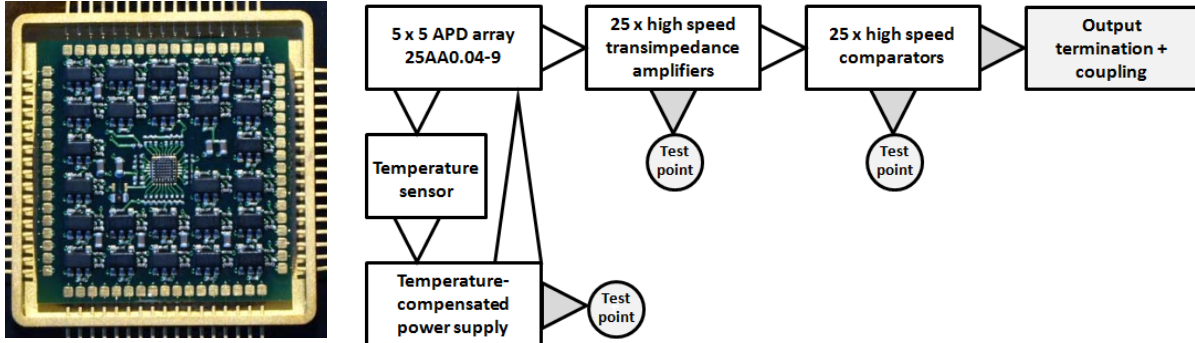 5 x 5 APD array
25AA0.04-9
25 x high speed
transimpedance
amplifiers
25 x high speed
comparators
Output
termination +
coupling
Temperature
sensor
Test
point
Test
point
Temperature-
compensated
power supply
Test
point